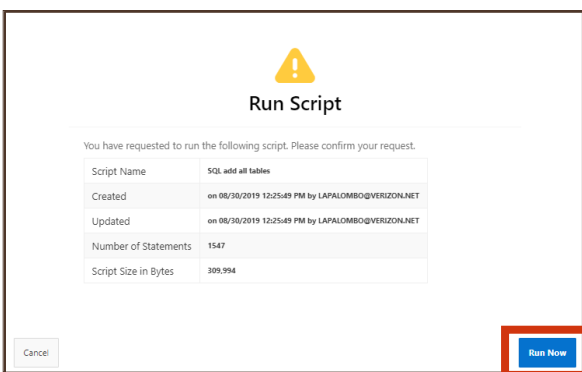 Run Script
You have requested to run the following script. Please confirm your request.
Script Name SQL add all tables
Created on 08/30/2019 12:25:49 PM by LAPALOMBO@VERIZON.NET
Updated on 08/30/2019 12:25:49 PM by LAPALOMBO@VERIZON.NET
Number of Statements 1547
Script Size in Bytes 309,994
Cancel Run Now